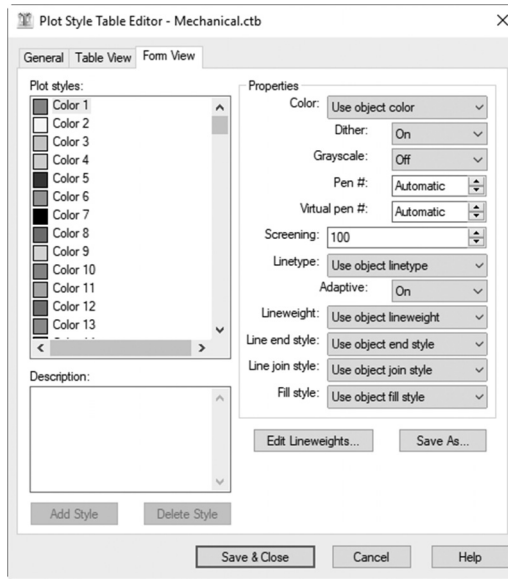 Plot Style Table Editor - Mechanical.ctb
General Table View Form View
Plot styles:
Color 1
Color 2
Color 3
Color 4
Color 5
Color 6
Color 7
Color 8
Color 9
Color 10
Color 11
Color 12
Color 13
Description:
Add Style Delete Style
Properties
Color: Use object color
Dither: On
Grayscale: Off
Pen #: Automatic
Virtual pen #: Automatic
Screening: 100
Linetype: Use object linetype
Adaptive: On
Lineweight: Use object lineweight
Line end style: Use object end style
Line join style: Use object join style
Fill style: Use object fill style
Edit Lineweights... Save As...
Save & Close Cancel Help